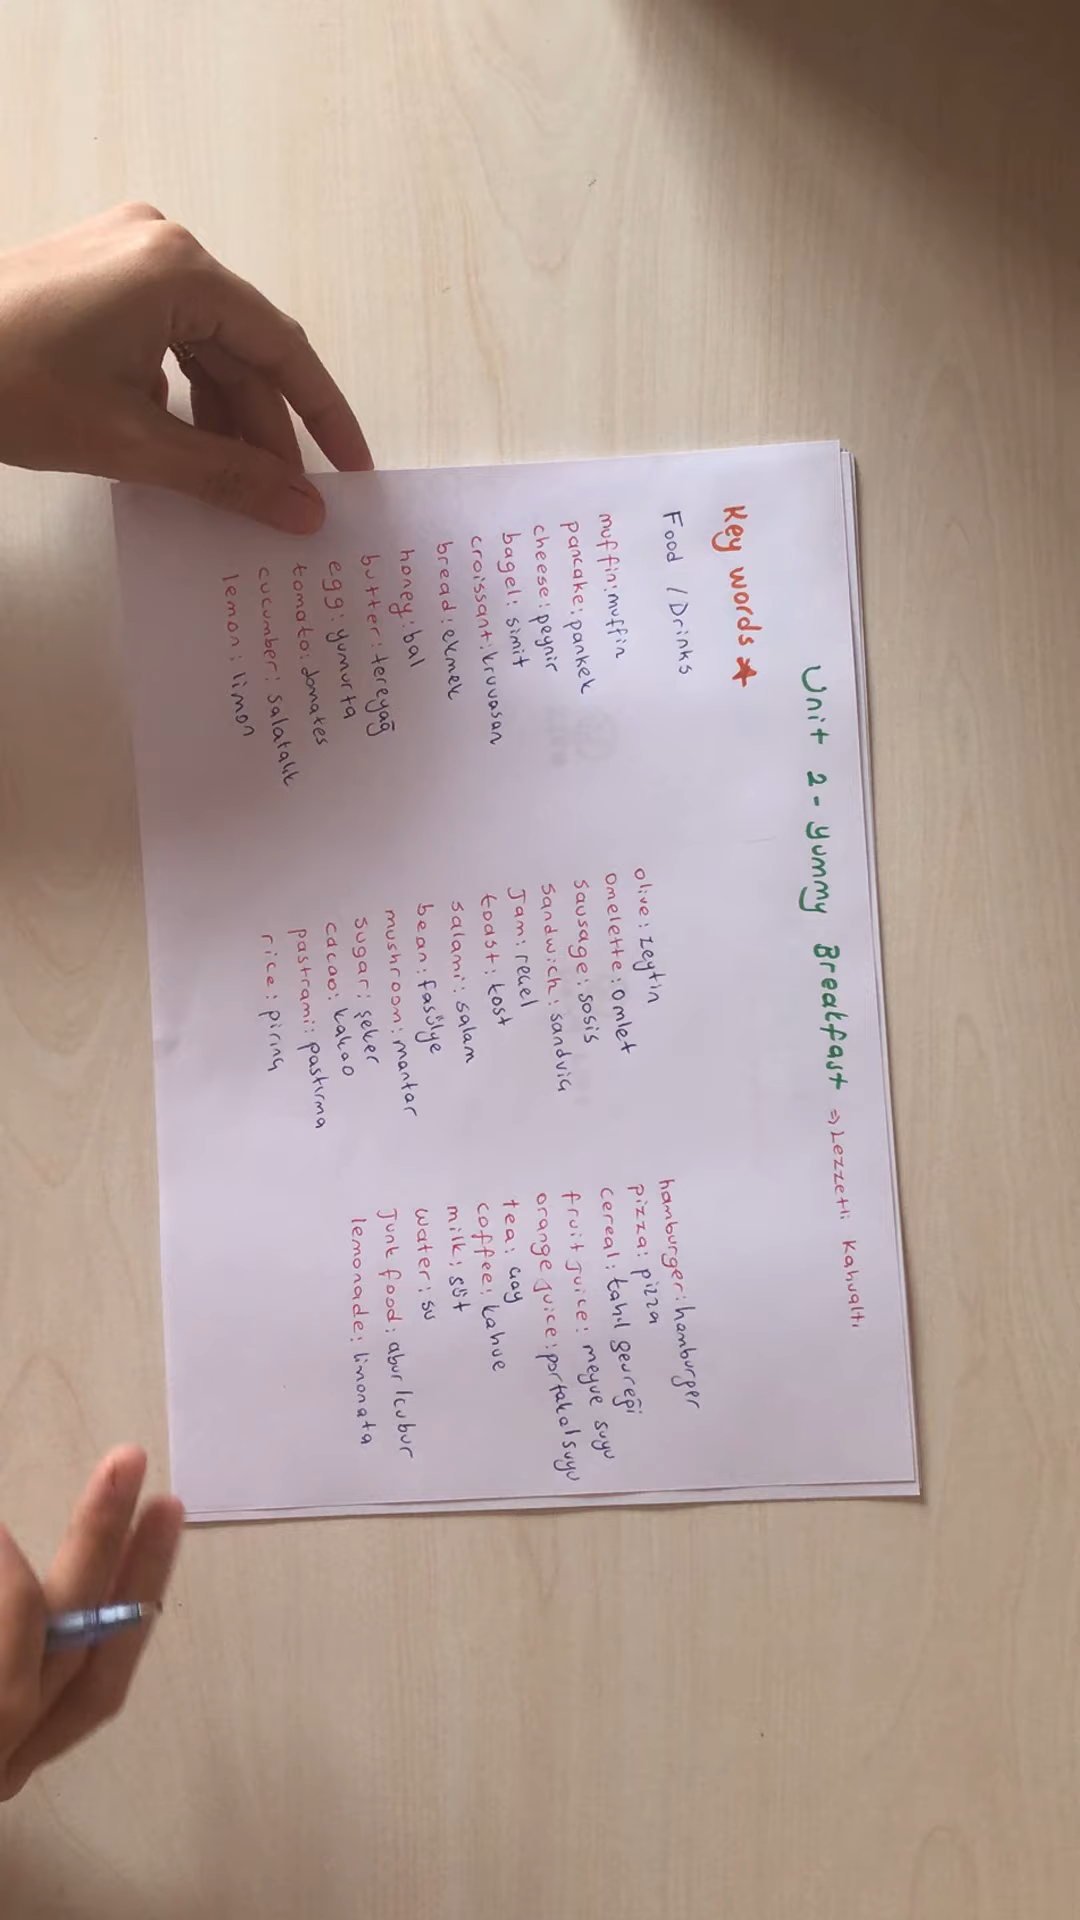 Unit 2 - Yummy Breakfast => Lezzetli Kahvaltı
Key words ★
Food / Drinks
muffin: muffin
pancake: pankek
cheese: peynir
bagel: simit
croissant: kruvasan
bread: ekmek
honey: bal
butter: tereyağ
egg: yumurta
tomato: domates
cucumber: salatalık
lemon: limon
olive: zeytin
omelette: omlet
sausage: sosis
sandwich: sandviç
Jam: reçel
toast: tost
salami: salam
bean: fasülye
mushroom: mantar
sugar: şeker
cacao: kakao
pastrami: pastırma
rice: pirinç
hamburger: hamburger
pizza: pizza
cereal: tahıl gevreği
fruit juice: meyve suyu
orange juice: portakal suyu
tea: çay
coffee: kahve
milk: süt
water: su
Junk food: abur/cubur
lemonade: limonata